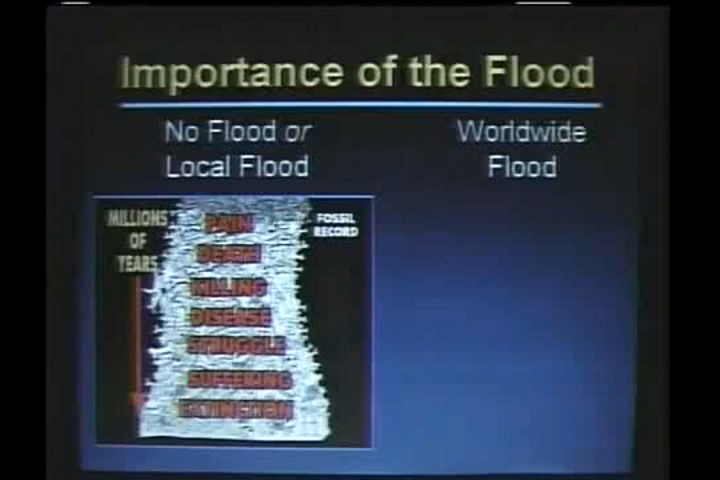 Importance of the Flood
No Flood or
Local Flood
Worldwide
Flood
MILLIONS
OF
YEARS
FOSSIL
RECORD
PAIN
DEATH
KILLING
DISEASE
STRUGGLE
SUFFERING
EXTINCTION